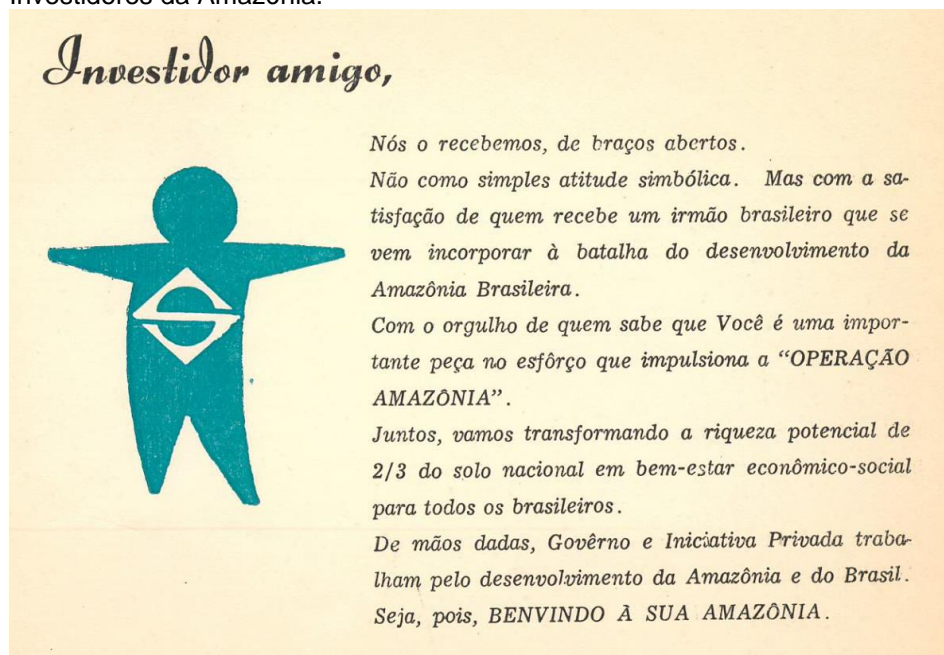 Investidores da Amazônia.
Investidor amigo,
Nós o recebemos, de braços abertos.
Não como simples atitude simbólica. Mas com a sa-
tisfação de quem recebe um irmão brasileiro que se
vem incorporar à batalha do desenvolvimento da
Amazônia Brasileira.
Com o orgulho de quem sabe que Você é uma impor-
tante peça no esfôrço que impulsiona a “OPERAÇÃO
AMAZÔNIA”.
Juntos, vamos transformando a riqueza potencial de
2/3 do solo nacional em bem-estar econômico-social
para todos os brasileiros.
De mãos dadas, Govêrno e Iniciativa Privada traba-
lham pelo desenvolvimento da Amazônia e do Brasil.
Seja, pois, BENVINDO À SUA AMAZÔNIA.